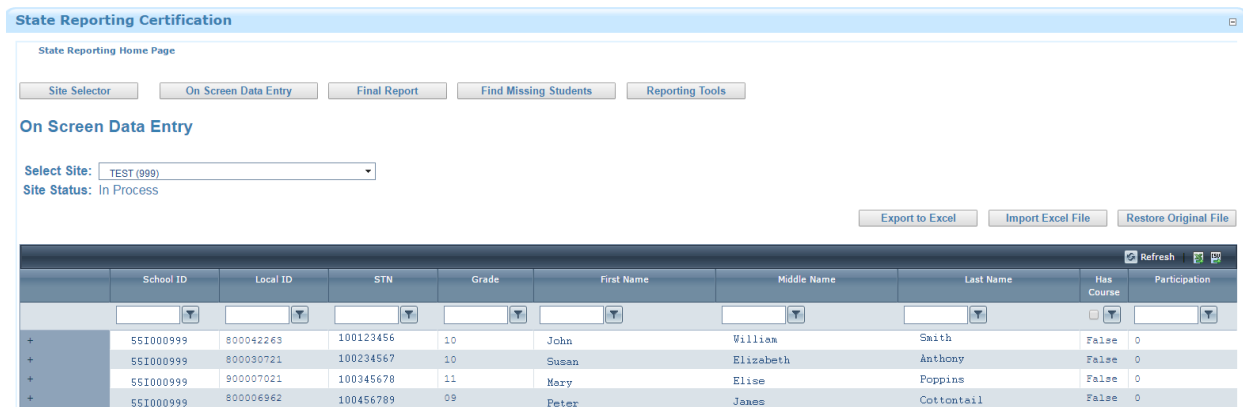 State Reporting Certification
State Reporting Home Page
Site Selector On Screen Data Entry Final Report Find Missing Students Reporting Tools
On Screen Data Entry
Select Site: TEST (999)
Site Status: In Process
Export to Excel Import Excel File Restore Original File
Refresh
School ID Local ID STN Grade First Name Middle Name Last Name Has Course Participation
+ 55I000999 800042263 100123456 10 John William Smith False 0
+ 55I000999 800030721 100234567 10 Susan Elizabeth Anthony False 0
+ 55I000999 900007021 100345678 11 Mary Elise Poppins False 0
+ 55I000999 800006962 100456789 09 Peter James Cottontail False 0